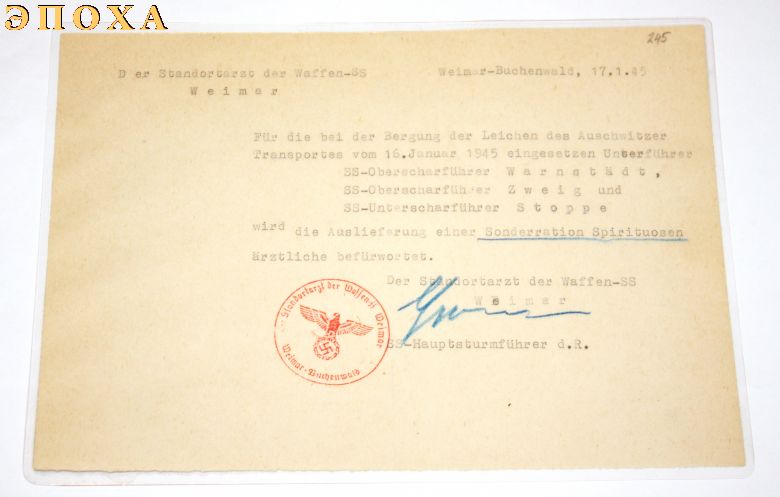 ЭПОХА
245
Der Standortarzt der Waffen-SS Weimar-Buchenwald, 17.1.45
Weimar
Für die bei der Bergung der Leichen des Auschwitzer
Transportes vom 16.Januar 1945 eingesetzen Unterführer
SS-Oberscharführer Warnstädt,
SS-Oberscharführer Zweig und
SS-Unterscharführer Stoppe
wird die Auslieferung einer Sonderration Spirituosen
ärztliche befürwortet.
Der Standortarzt der Waffen-SS
Weimar
SS-Hauptsturmführer d.R.
Standortarzt der Waffen-SS Weimar
Weimar-Buchenwald